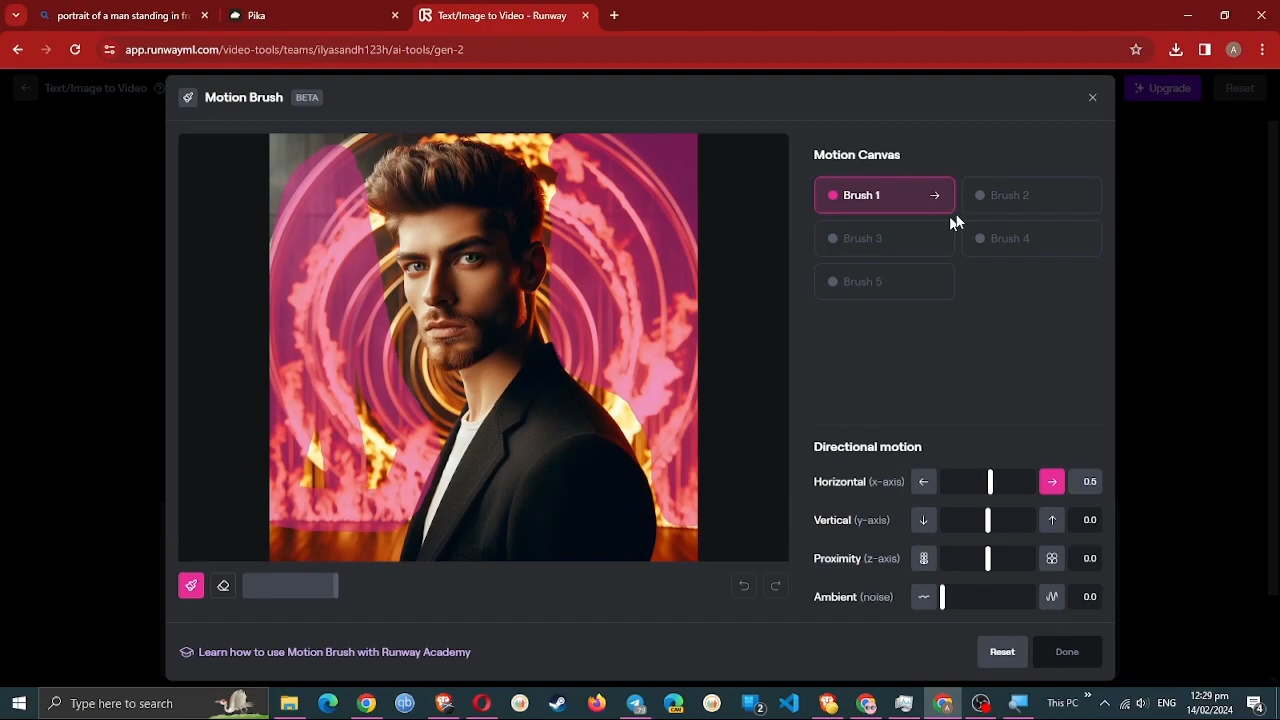 portrait of a man standing in fro
Pika
Text/Image to Video - Runway
app.runwayml.com/video-tools/teams/ilyasandh123h/ai-tools/gen-2
A
Text/Image to Video
Upgrade
Reset
Motion Brush BETA
Motion Canvas
Brush 1
Brush 2
Brush 3
Brush 4
Brush 5
Directional motion
Horizontal (x-axis) 0.5
Vertical (y-axis) 0.0
Proximity (z-axis) 0.0
Ambient (noise) 0.0
Learn how to use Motion Brush with Runway Academy
Reset
Done
Type here to search
This PC
ENG
12:29 pm
14/02/2024